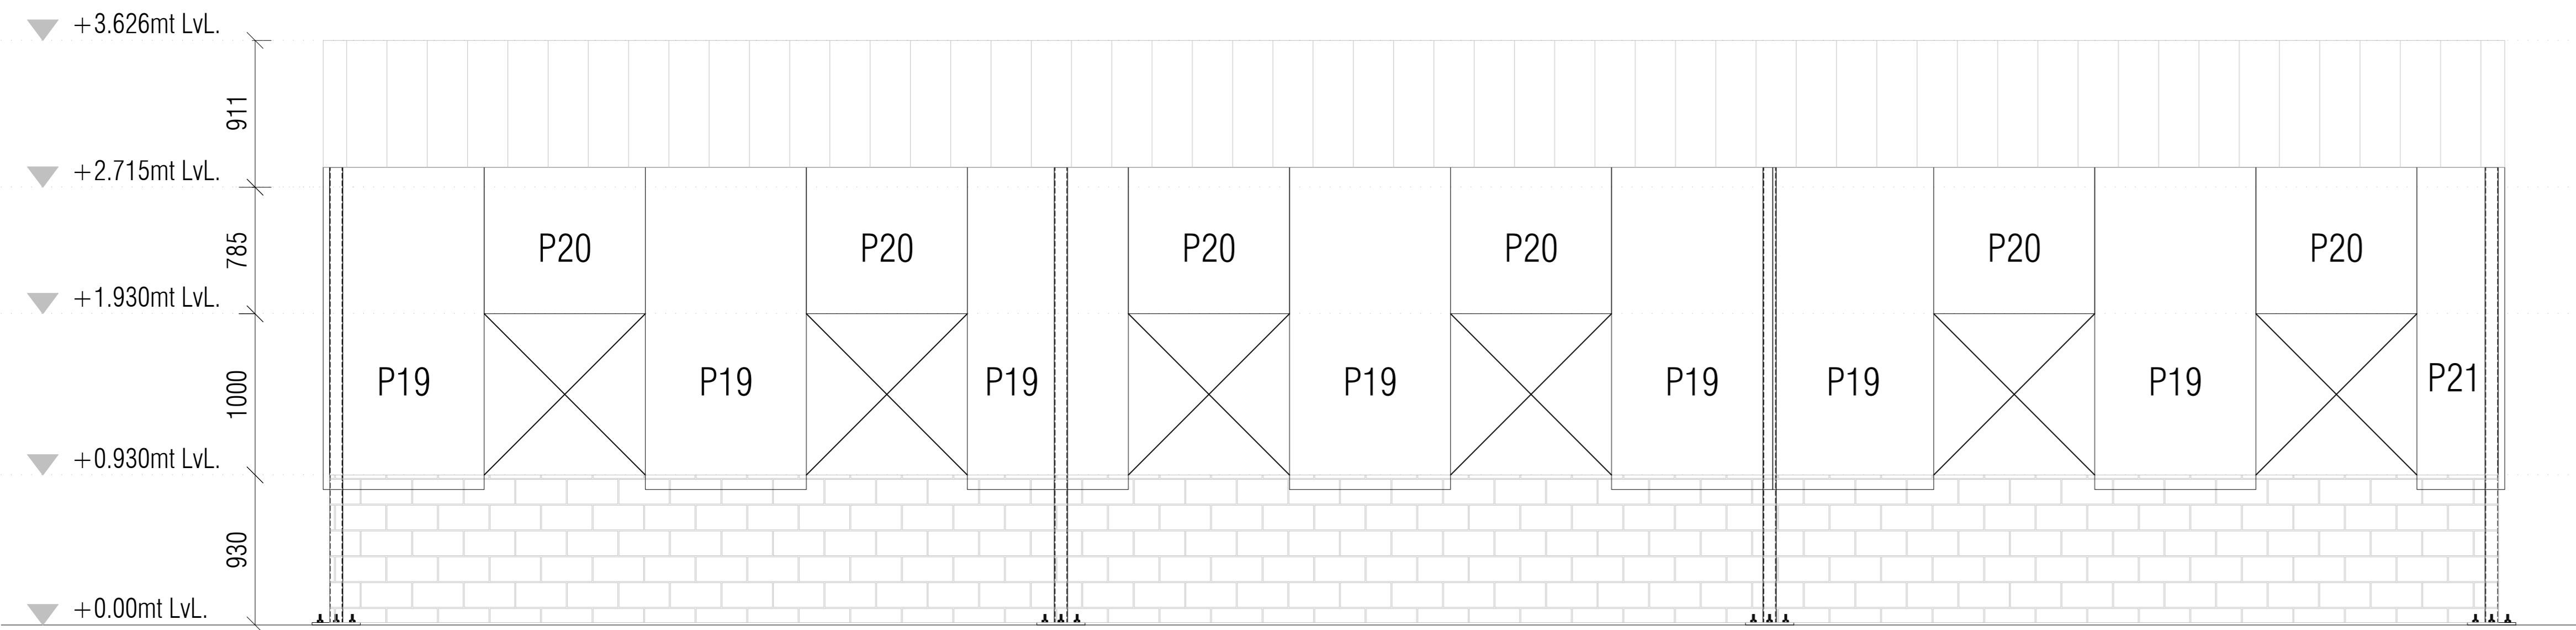 +3.626mt LvL.
911
+2.715mt LvL.
785
P20 P20 P20 P20 P20 P20
+1.930mt LvL.
1000
P19 P19 P19 P19 P19 P19 P19 P21
+0.930mt LvL.
930
+0.00mt LvL.